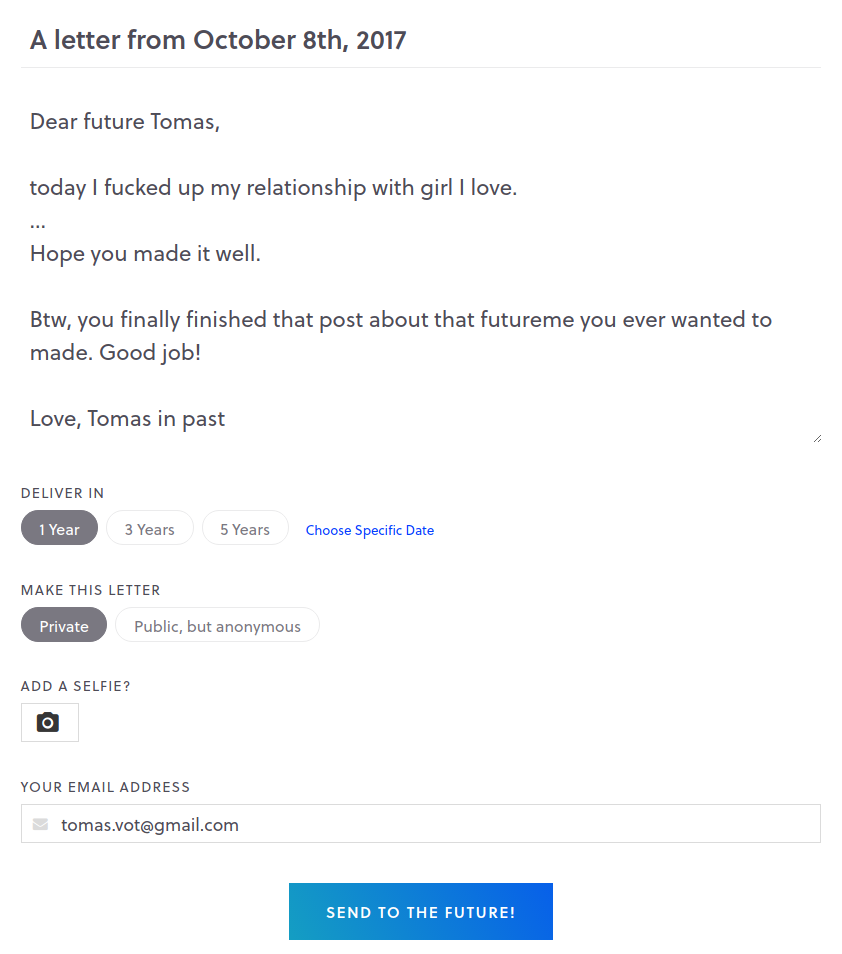 A letter from October 8th, 2017
Dear future Tomas,
today I fucked up my relationship with girl I love.
...
Hope you made it well.
Btw, you finally finished that post about that futureme you ever wanted to
made. Good job!
Love, Tomas in past
DELIVER IN
1 Year 3 Years 5 Years Choose Specific Date
MAKE THIS LETTER
Private Public, but anonymous
ADD A SELFIE?
YOUR EMAIL ADDRESS
tomas.vot@gmail.com
SEND TO THE FUTURE!